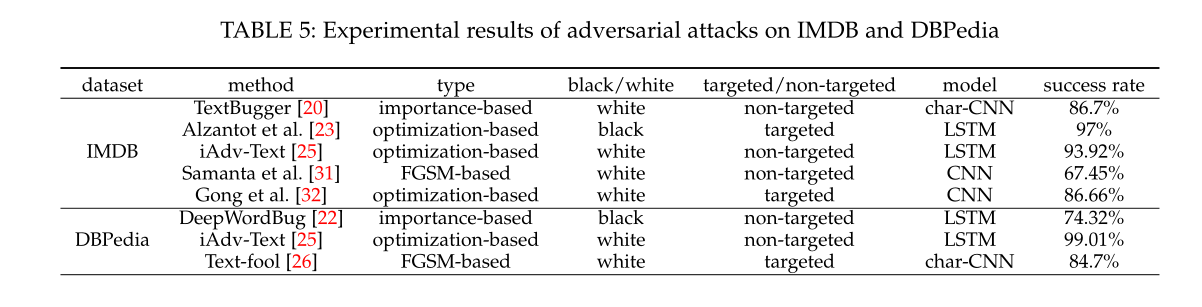 TABLE 5: Experimental results of adversarial attacks on IMDB and DBPedia
dataset method type black/white targeted/non-targeted model success rate
TextBugger [20] importance-based white non-targeted char-CNN 86.7%
Alzantot et al. [23] optimization-based black targeted LSTM 97%
IMDB iAdv-Text [25] optimization-based white non-targeted LSTM 93.92%
Samanta et al. [31] FGSM-based white non-targeted CNN 67.45%
Gong et al. [32] optimization-based white targeted CNN 86.66%
DeepWordBug [22] importance-based black non-targeted LSTM 74.32%
DBPedia iAdv-Text [25] optimization-based white non-targeted LSTM 99.01%
Text-fool [26] FGSM-based white targeted char-CNN 84.7%